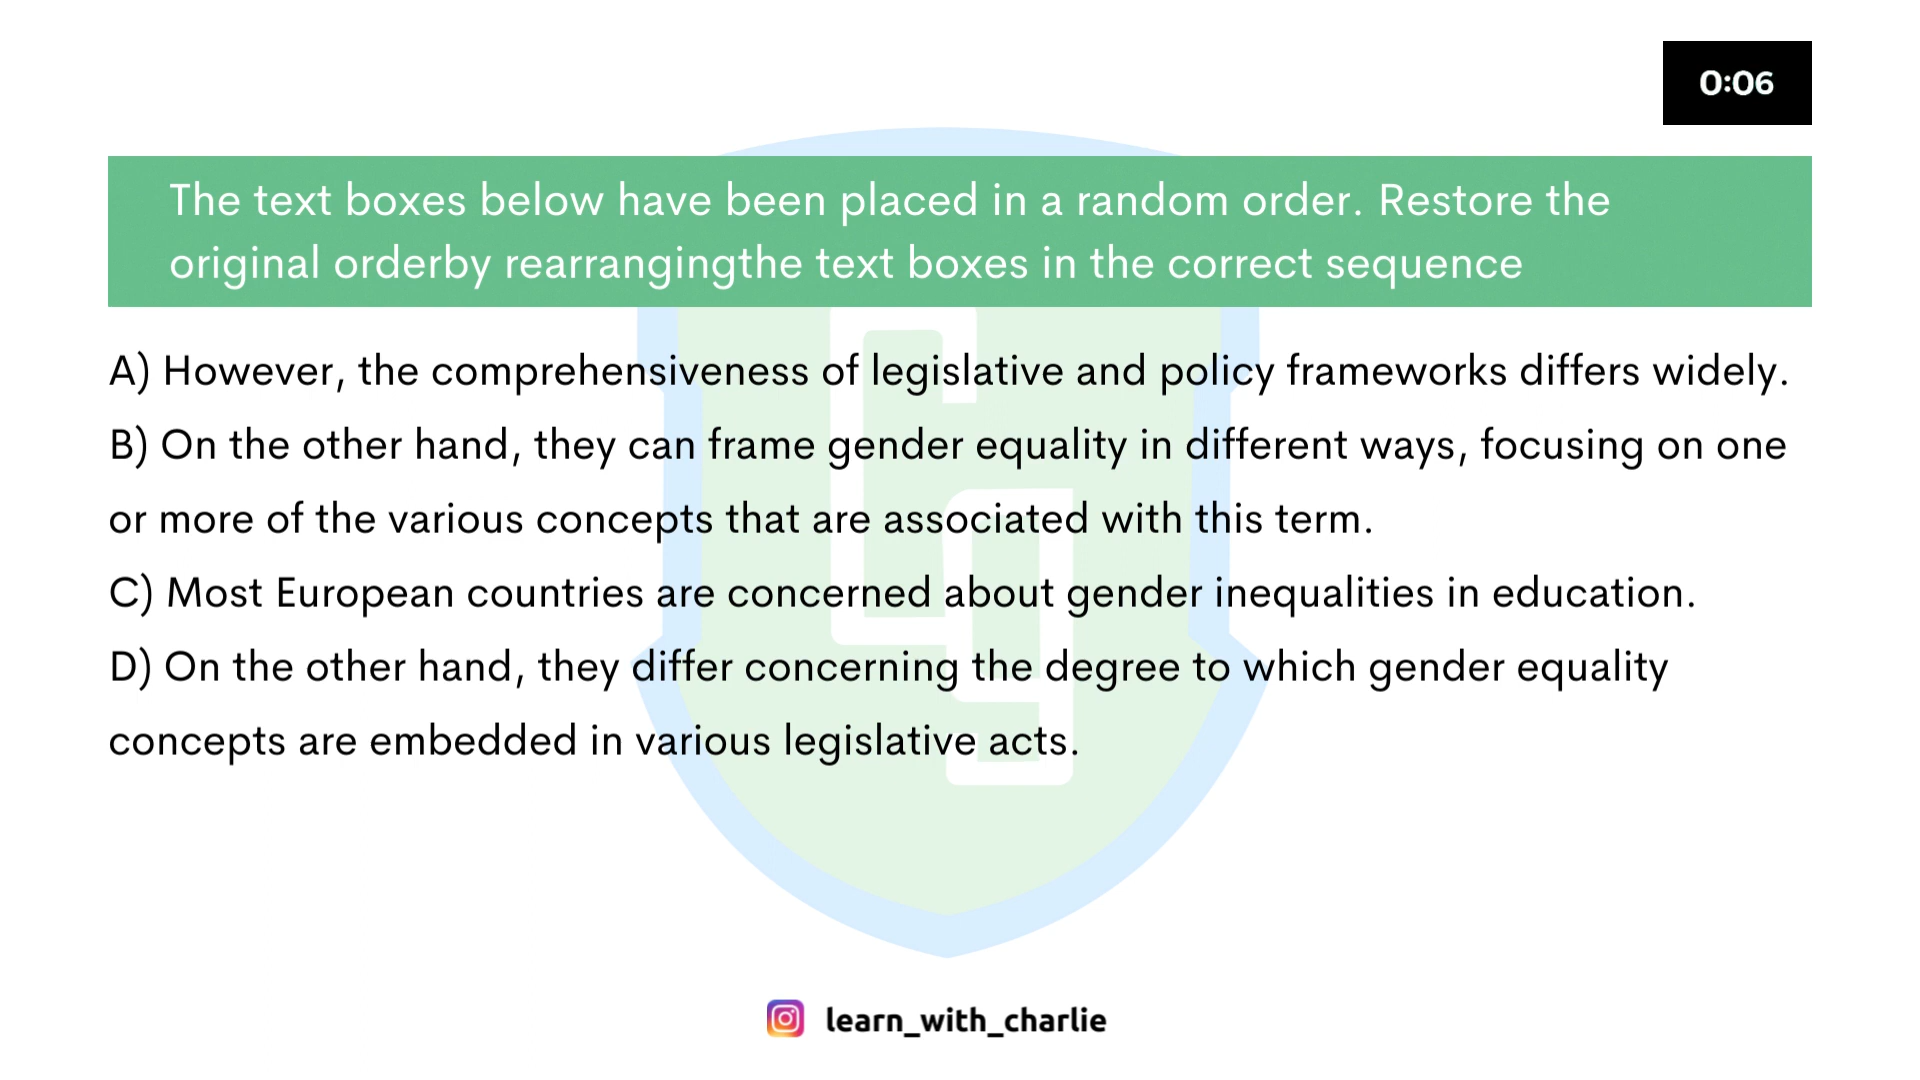 0:06
The text boxes below have been placed in a random order. Restore the
original orderby rearrangingthe text boxes in the correct sequence
A) However, the comprehensiveness of legislative and policy frameworks differs widely.
B) On the other hand, they can frame gender equality in different ways, focusing on one
or more of the various concepts that are associated with this term.
C) Most European countries are concerned about gender inequalities in education.
D) On the other hand, they differ concerning the degree to which gender equality
concepts are embedded in various legislative acts.
learn_with_charlie